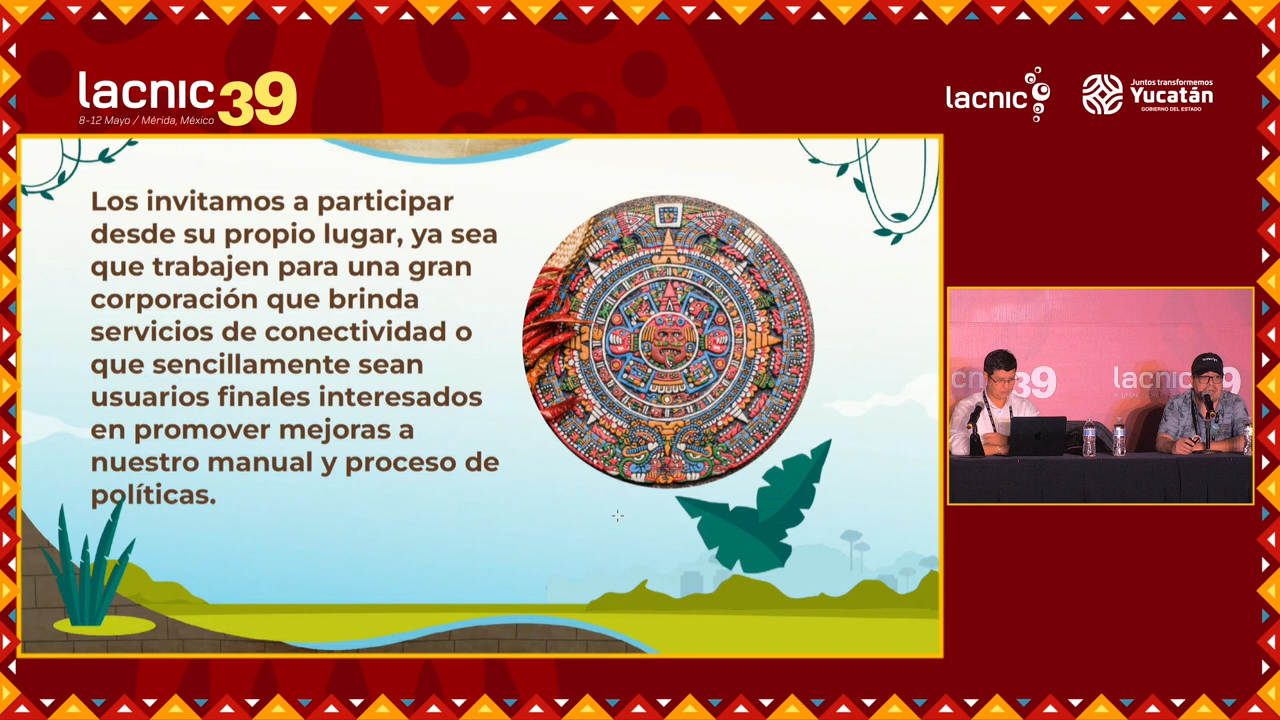 lacnic39
8-12 Mayo / Mérida, México
lacnic
Juntos transformemos
Yucatán
GOBIERNO DEL ESTADO
Los invitamos a participar
desde su propio lugar, ya sea
que trabajen para una gran
corporación que brinda
servicios de conectividad o
que sencillamente sean
usuarios finales interesados
en promover mejoras a
nuestro manual y proceso de
políticas.
lacnic39